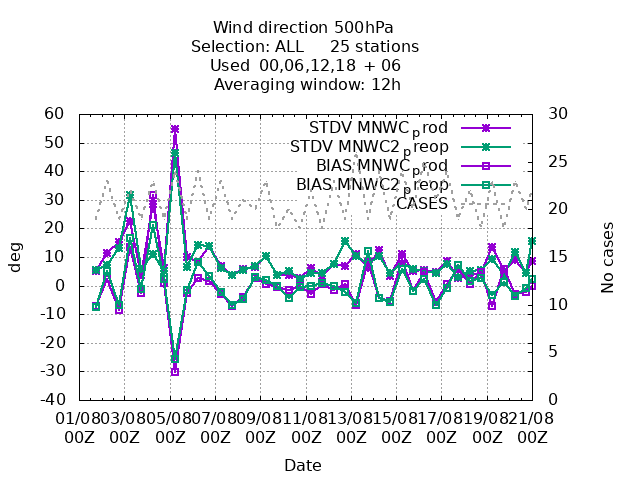 Wind direction 500hPa
Selection: ALL 25 stations
Used 00,06,12,18 + 06
Averaging window: 12h
STDV MNWC_prod
STDV MNWC2_preop
BIAS MNWC_prod
BIAS MNWC2_preop
CASES
60
50
40
30
20
10
0
-10
-20
-30
-40
deg
30
25
20
15
10
5
0
No cases
01/08 03/08 05/08 07/08 09/08 11/08 13/08 15/08 17/08 19/08 21/08
00Z 00Z 00Z 00Z 00Z 00Z 00Z 00Z 00Z 00Z 00Z
Date